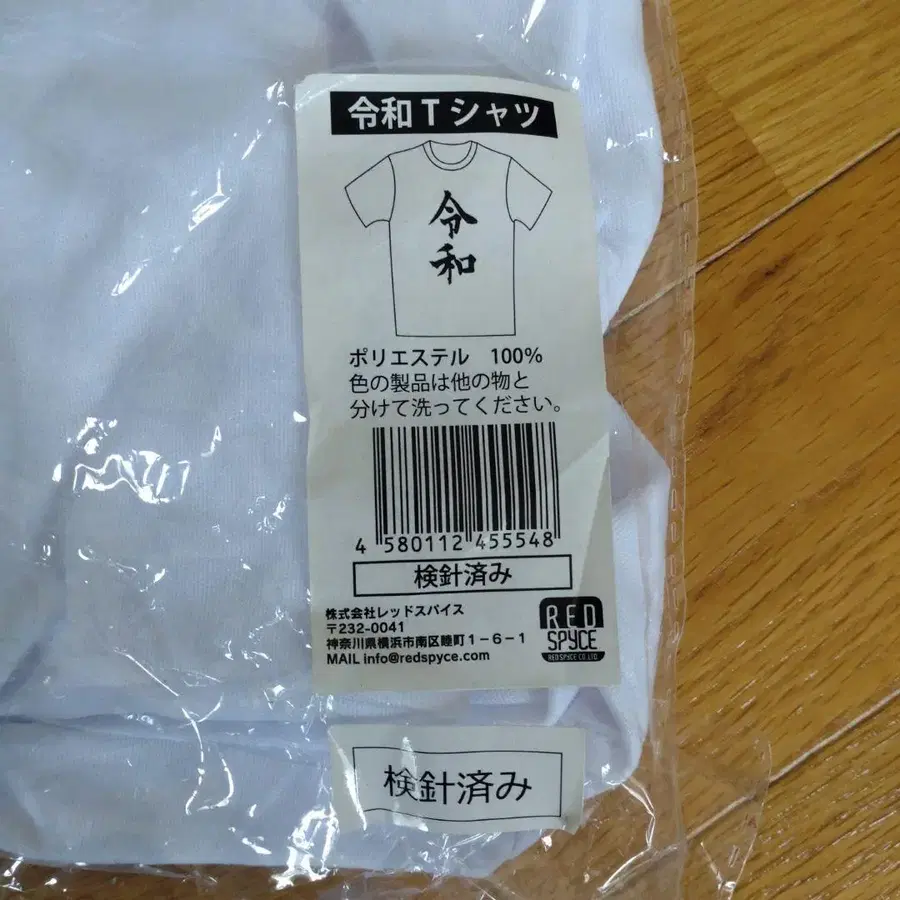 令和Tシャツ
令
和
ポリエステル 100%
色の製品は他の物と
分けて洗ってください。
4 580112 455548
検針済み
株式会社レッドスパイス
〒232-0041
神奈川県横浜市南区睦町1-6-1
MAIL info@redspyce.com
RED
SPYCE
REDSPYCE CO.,LTD
検針済み